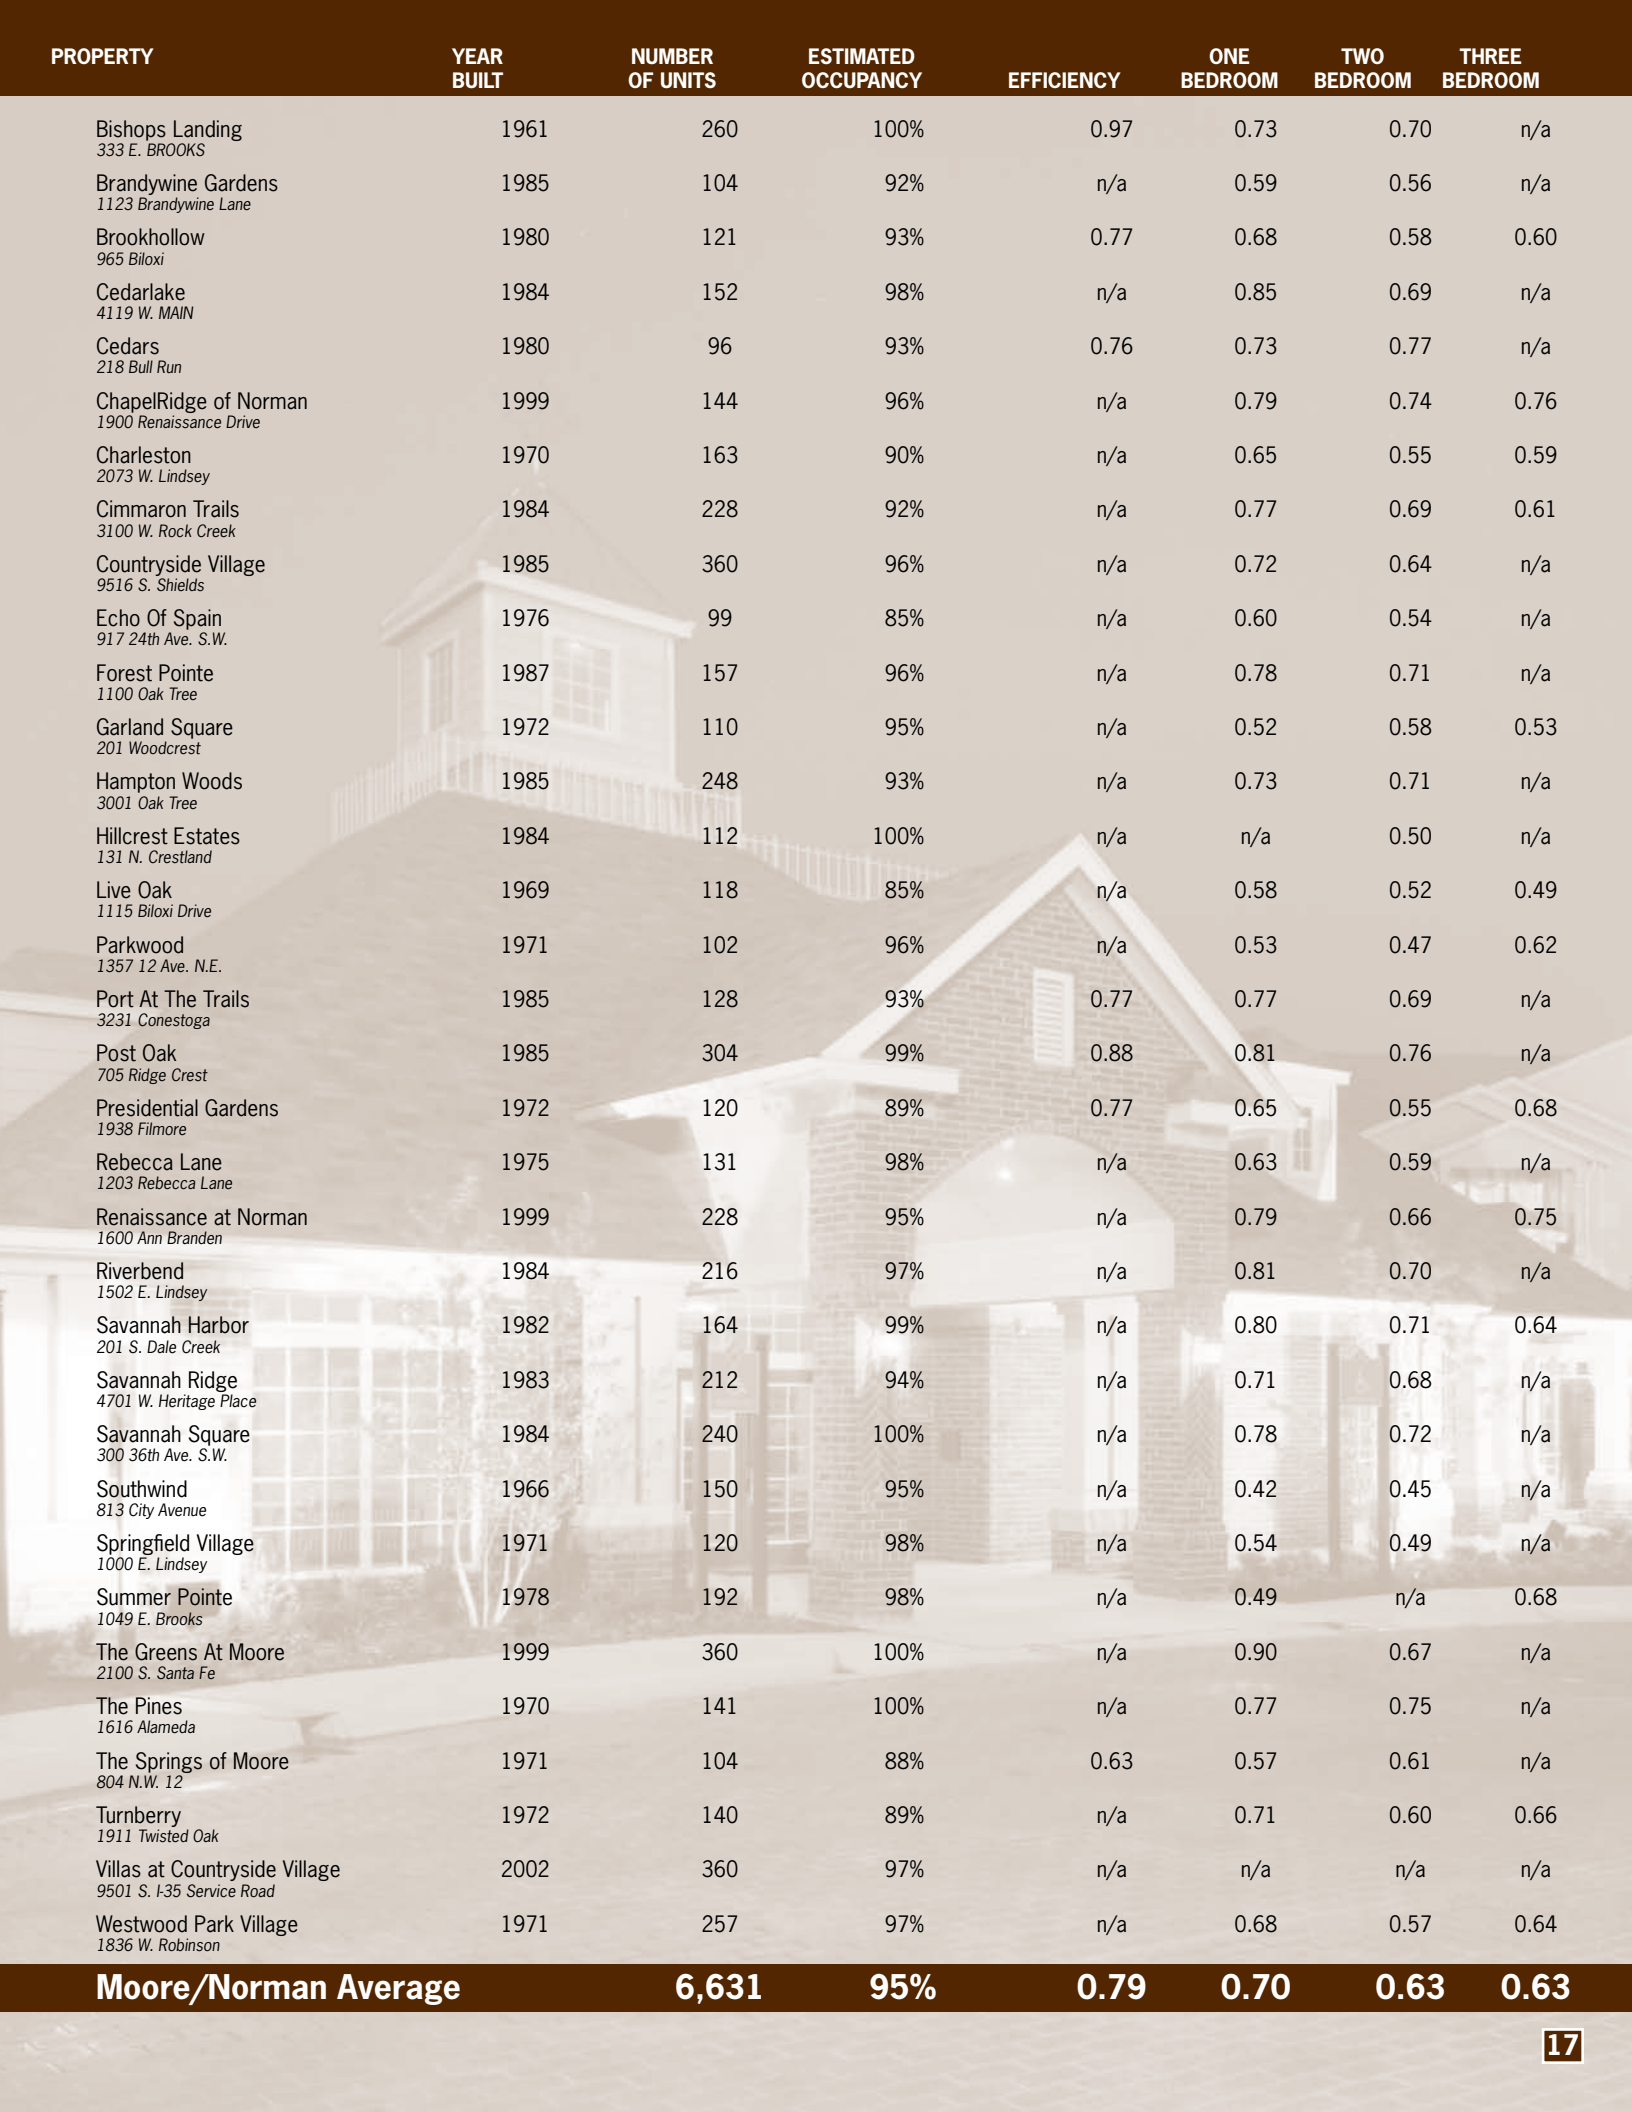 PROPERTY YEAR NUMBER ESTIMATED ONE TWO THREE
BUILT OF UNITS OCCUPANCY EFFICIENCY BEDROOM BEDROOM BEDROOM
Bishops Landing 1961 260 100% 0.97 0.73 0.70 n/a
333 E. BROOKS
Brandywine Gardens 1985 104 92% n/a 0.59 0.56 n/a
1123 Brandywine Lane
Brookhollow 1980 121 93% 0.77 0.68 0.58 0.60
965 Biloxi
Cedarlake 1984 152 98% n/a 0.85 0.69 n/a
4119 W. MAIN
Cedars 1980 96 93% 0.76 0.73 0.77 n/a
218 Bull Run
ChapelRidge of Norman 1999 144 96% n/a 0.79 0.74 0.76
1900 Renaissance Drive
Charleston 1970 163 90% n/a 0.65 0.55 0.59
2073 W. Lindsey
Cimmaron Trails 1984 228 92% n/a 0.77 0.69 0.61
3100 W. Rock Creek
Countryside Village 1985 360 96% n/a 0.72 0.64 n/a
9516 S. Shields
Echo Of Spain 1976 99 85% n/a 0.60 0.54 n/a
917 24th Ave. S.W.
Forest Pointe 1987 157 96% n/a 0.78 0.71 n/a
1100 Oak Tree
Garland Square 1972 110 95% n/a 0.52 0.58 0.53
201 Woodcrest
Hampton Woods 1985 248 93% n/a 0.73 0.71 n/a
3001 Oak Tree
Hillcrest Estates 1984 112 100% n/a n/a 0.50 n/a
131 N. Crestland
Live Oak 1969 118 85% n/a 0.58 0.52 0.49
1115 Biloxi Drive
Parkwood 1971 102 96% n/a 0.53 0.47 0.62
1357 12 Ave. N.E.
Port At The Trails 1985 128 93% 0.77 0.77 0.69 n/a
3231 Conestoga
Post Oak 1985 304 99% 0.88 0.81 0.76 n/a
705 Ridge Crest
Presidential Gardens 1972 120 89% 0.77 0.65 0.55 0.68
1938 Filmore
Rebecca Lane 1975 131 98% n/a 0.63 0.59 n/a
1203 Rebecca Lane
Renaissance at Norman 1999 228 95% n/a 0.79 0.66 0.75
1600 Ann Branden
Riverbend 1984 216 97% n/a 0.81 0.70 n/a
1502 E. Lindsey
Savannah Harbor 1982 164 99% n/a 0.80 0.71 0.64
201 S. Dale Creek
Savannah Ridge 1983 212 94% n/a 0.71 0.68 n/a
4701 W. Heritage Place
Savannah Square 1984 240 100% n/a 0.78 0.72 n/a
300 36th Ave. S.W.
Southwind 1966 150 95% n/a 0.42 0.45 n/a
813 City Avenue
Springfield Village 1971 120 98% n/a 0.54 0.49 n/a
1000 E. Lindsey
Summer Pointe 1978 192 98% n/a 0.49 n/a 0.68
1049 E. Brooks
The Greens At Moore 1999 360 100% n/a 0.90 0.67 n/a
2100 S. Santa Fe
The Pines 1970 141 100% n/a 0.77 0.75 n/a
1616 Alameda
The Springs of Moore 1971 104 88% 0.63 0.57 0.61 n/a
804 N.W. 12
Turnberry 1972 140 89% n/a 0.71 0.60 0.66
1911 Twisted Oak
Villas at Countryside Village 2002 360 97% n/a n/a n/a n/a
9501 S. I-35 Service Road
Westwood Park Village 1971 257 97% n/a 0.68 0.57 0.64
1836 W. Robinson
Moore/Norman Average 6,631 95% 0.79 0.70 0.63 0.63
17